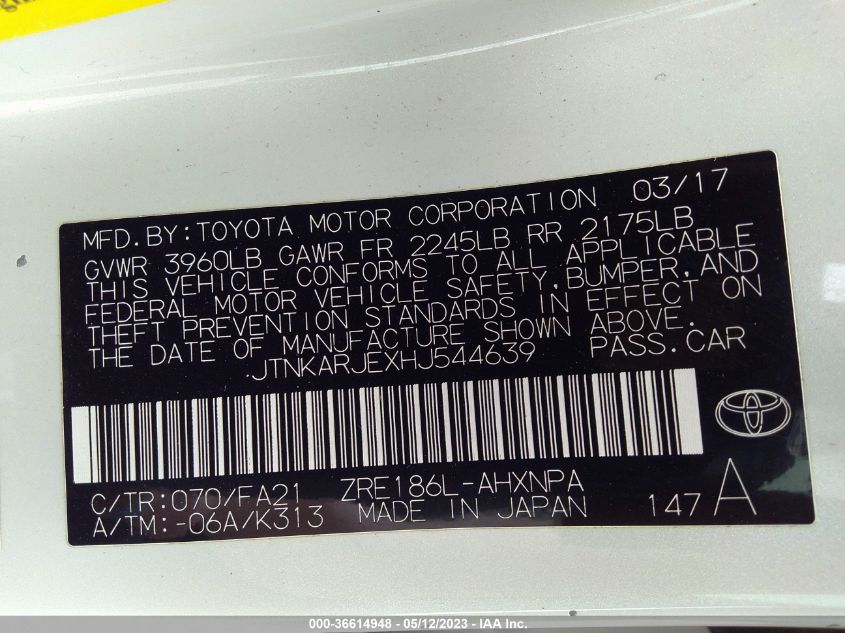 MFD.BY:TOYOTA MOTOR CORPORATION 03/17
GVWR 3960LB GAWR FR 2245LB RR 2175LB
THIS VEHICLE CONFORMS TO ALL APPLICABLE
FEDERAL MOTOR VEHICLE SAFETY,BUMPER,AND
THEFT PREVENTION STANDARDS IN EFFECT ON
THE DATE OF MANUFACTURE SHOWN ABOVE.
JTNKARJEXHJ544639 PASS.CAR
C/TR:070/FA21 ZRE186L-AHXNPA
A/TM:-06A/K313 MADE IN JAPAN 147 A
000-36614948 - 05/12/2023 - IAA Inc.